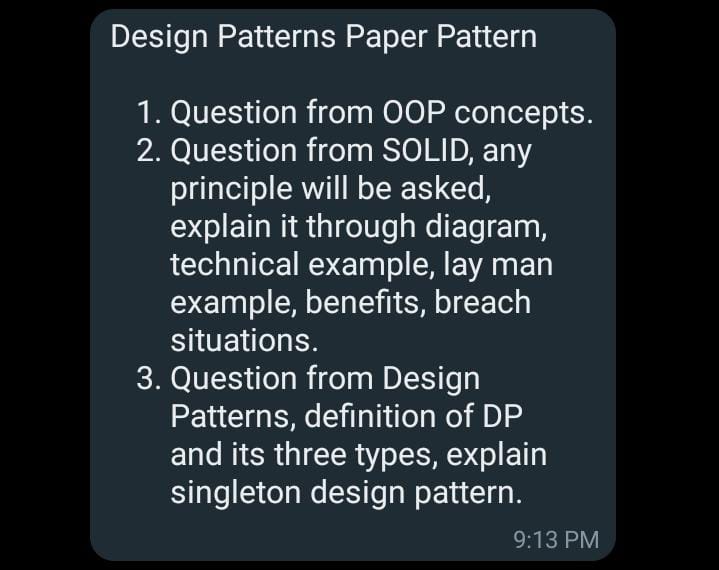 Design Patterns Paper Pattern
1. Question from OOP concepts.
2. Question from SOLID, any
principle will be asked,
explain it through diagram,
technical example, lay man
example, benefits, breach
situations.
3. Question from Design
Patterns, definition of DP
and its three types, explain
singleton design pattern.
9:13 PM